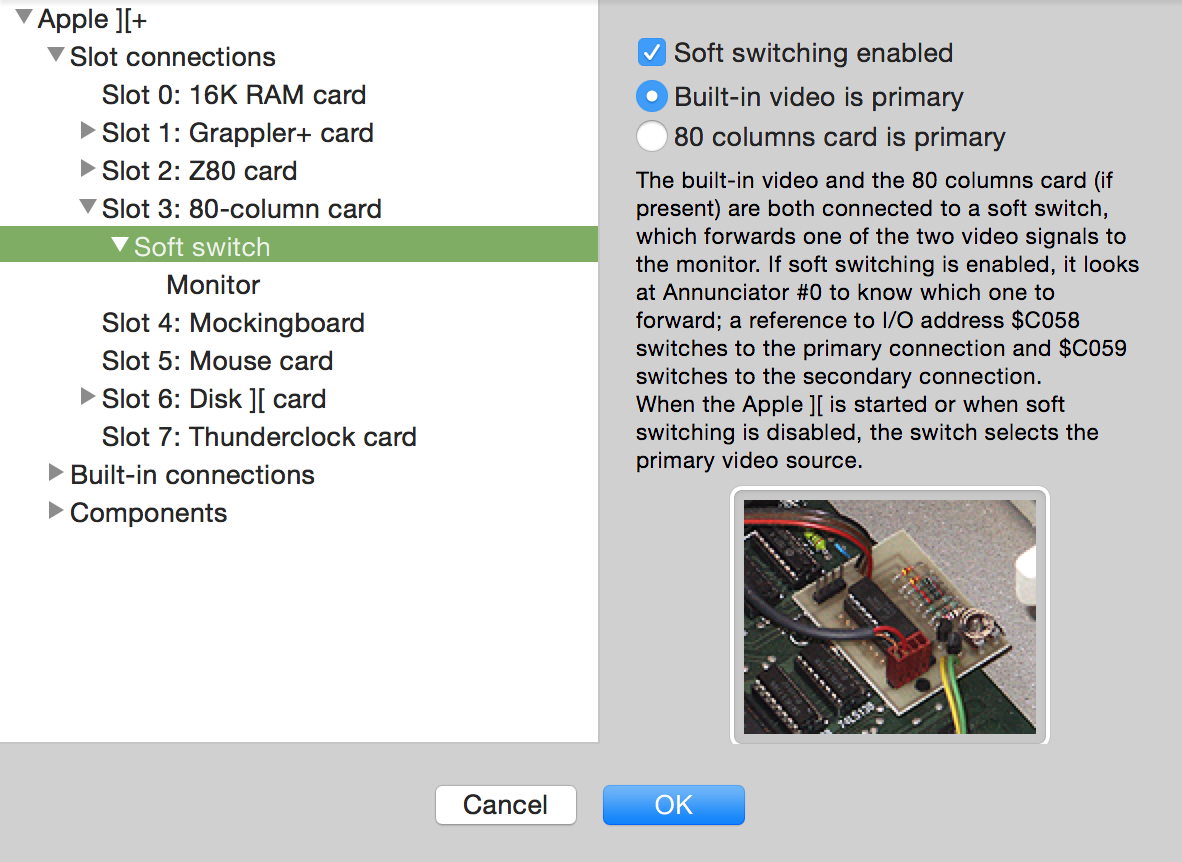 Apple ][+
Slot connections
Slot 0: 16K RAM card
Slot 1: Grappler+ card
Slot 2: Z80 card
Slot 3: 80-column card
Soft switch
Monitor
Slot 4: Mockingboard
Slot 5: Mouse card
Slot 6: Disk ][ card
Slot 7: Thunderclock card
Built-in connections
Components
Soft switching enabled
Built-in video is primary
80 columns card is primary
The built-in video and the 80 columns card (if
present) are both connected to a soft switch,
which forwards one of the two video signals to
the monitor. If soft switching is enabled, it looks
at Annunciator #0 to know which one to
forward; a reference to I/O address $C058
switches to the primary connection and $C059
switches to the secondary connection.
When the Apple ][ is started or when soft
switching is disabled, the switch selects the
primary video source.
74LS138
Cancel
OK